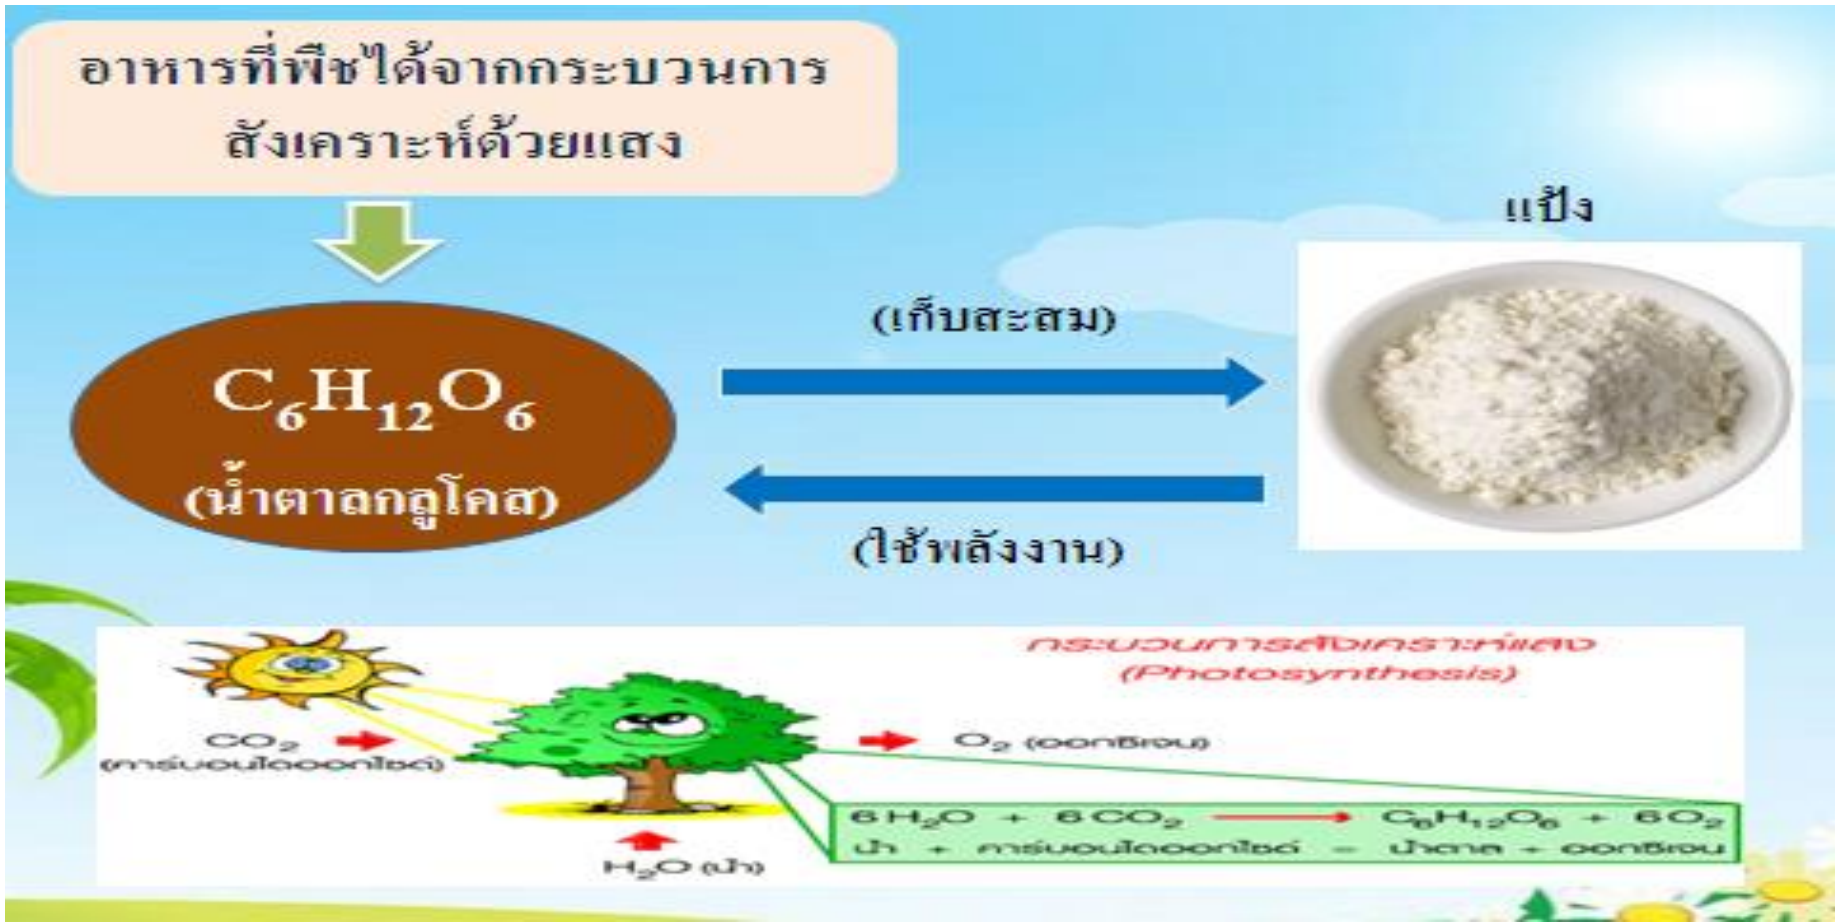 อาหารที่พืชได้จากกระบวนการ
สังเคราะห์ด้วยแสง
แป้ง
(เก็บสะสม)
C₆H₁₂O₆
(น้ำตาลกลูโคส)
(ใช้พลังงาน)
กระบวนการสังเคราะห์แสง
(Photosynthesis)
CO₂
(คาร์บอนไดออกไซด์)
O₂ (ออกซิเจน)
6 H₂O + 6 CO₂ ⟶ C₆H₁₂O₆ + 6 O₂
น้ำ + คาร์บอนไดออกไซด์ = น้ำตาล + ออกซิเจน
H₂O (น้ำ)